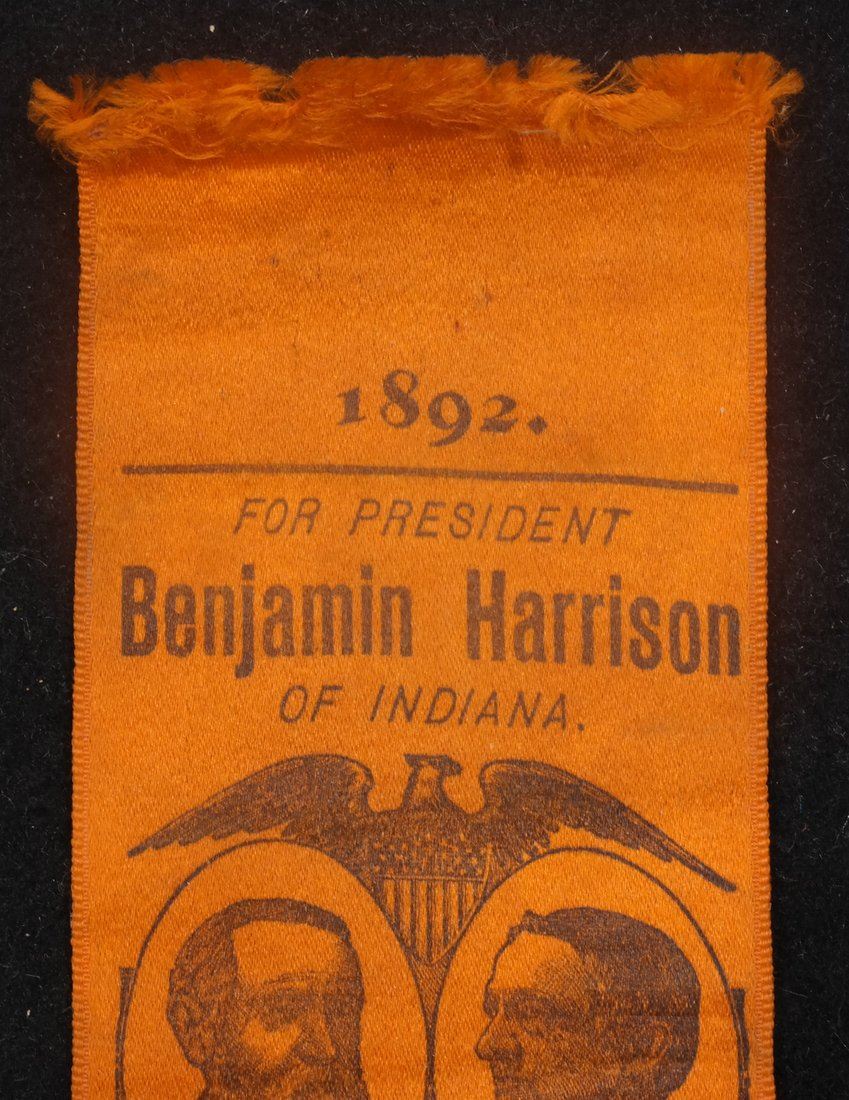 1892.
FOR PRESIDENT
Benjamin Harrison
OF INDIANA.